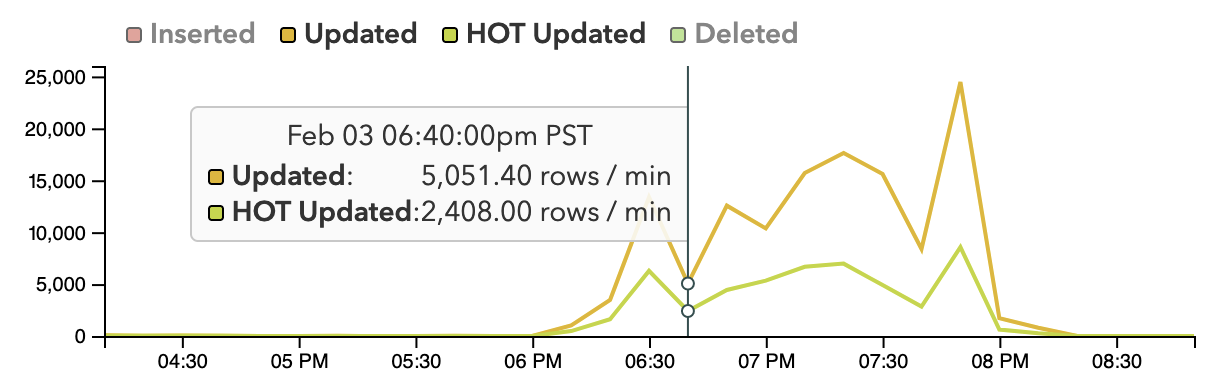 Inserted Updated HOT Updated Deleted
25,000
20,000
15,000
10,000
5,000
0
Feb 03 06:40:00pm PST
Updated: 5,051.40 rows / min
HOT Updated:2,408.00 rows / min
04:30 05 PM 05:30 06 PM 06:30 07 PM 07:30 08 PM 08:30